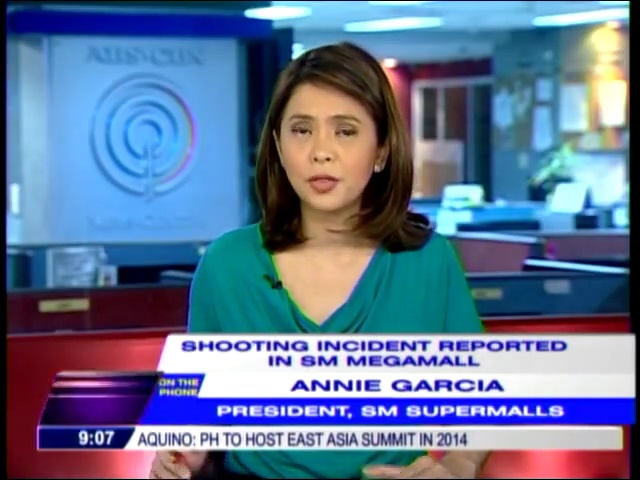 ABS-CBN
SHOOTING INCIDENT REPORTED
IN SM MEGAMALL
ON THE
PHONE
ANNIE GARCIA
PRESIDENT, SM SUPERMALLS
9:07
AQUINO: PH TO HOST EAST ASIA SUMMIT IN 2014